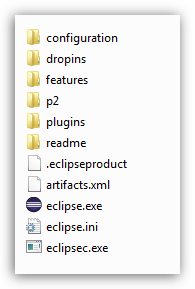 configuration
dropins
features
p2
plugins
readme
.eclipseproduct
artifacts.xml
eclipse.exe
eclipse.ini
eclipsec.exe